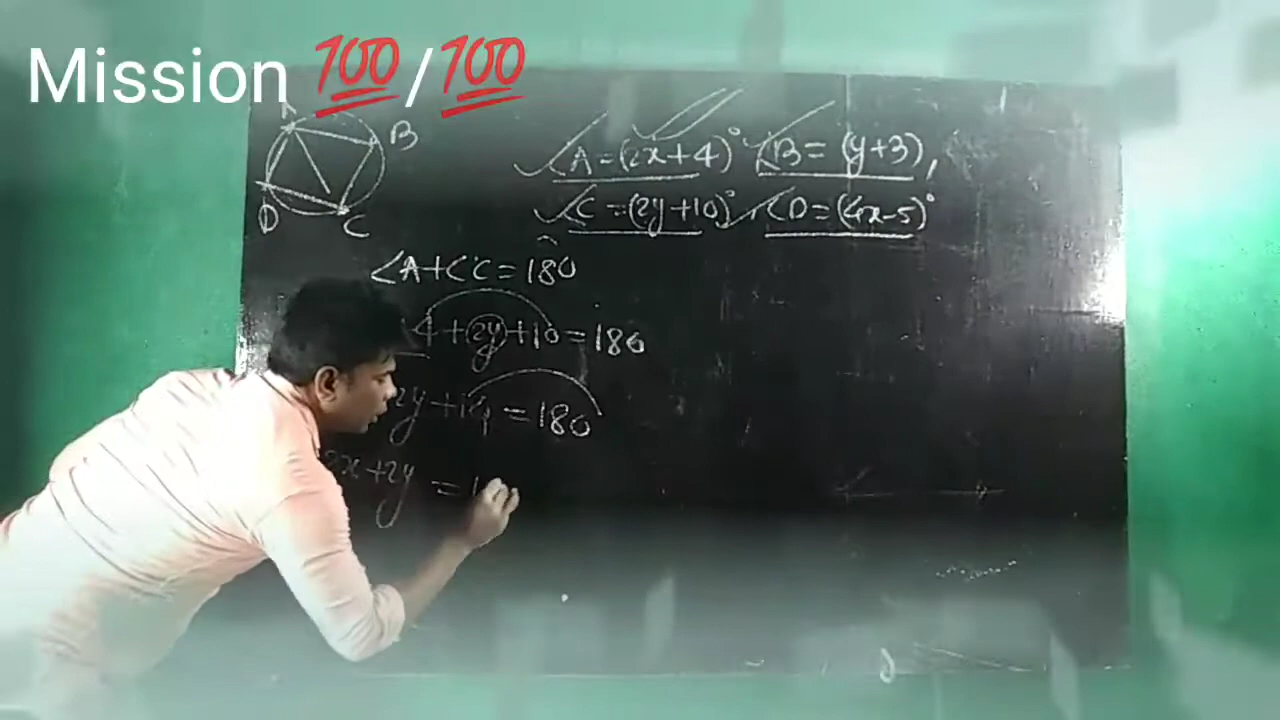 Mission 💯/💯
A
B
D
C
∠A=(2x+4)° ∠B=(y+3),
∠C=(2y+10)°, ∠D=(4x-5)°
∠A+∠C=180
4+2y+10=180
2y+14=180
2x+2y =1